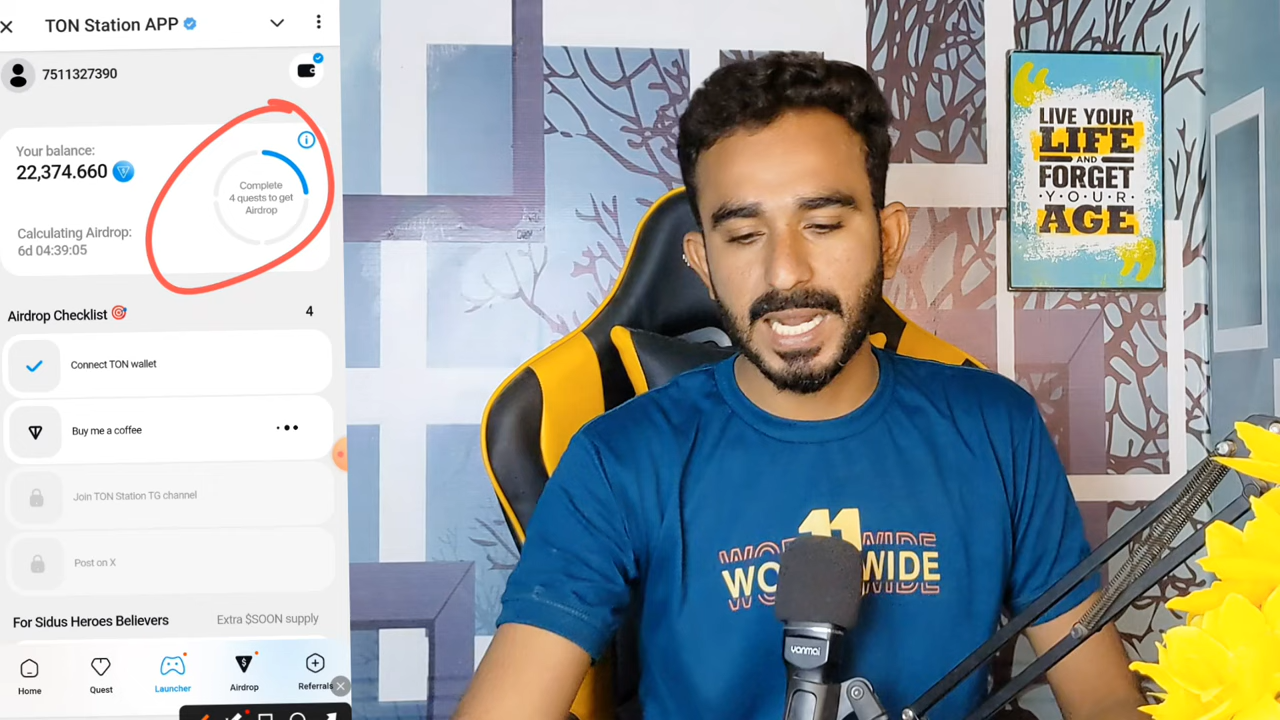 TON Station APP
7511327390
Your balance:
22,374.660
Complete
4 quests to get
Airdrop
Calculating Airdrop:
6d 04:39:05
Airdrop Checklist
4
Connect TON wallet
Buy me a coffee
Join TON Station TG channel
Post on X
For Sidus Heroes Believers
Extra $SOON supply
Home
Quest
Launcher
Airdrop
Referrals
LIVE YOUR
LIFE
AND
FORGET
·Y·O·U·R·
AGE
11
WIDE
yanmai